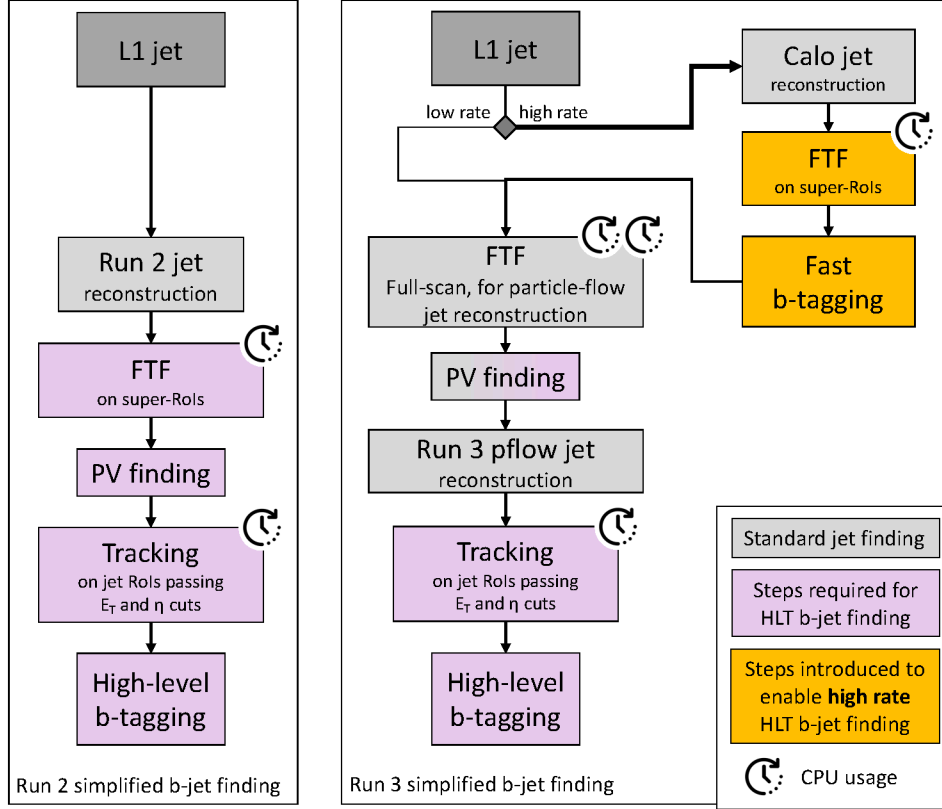 L1 jet
Run 2 jet
reconstruction
FTF
on super-RoIs
PV finding
Tracking
on jet RoIs passing
E_T and η cuts
High-level
b-tagging
Run 2 simplified b-jet finding
L1 jet
low rate
high rate
Calo jet
reconstruction
FTF
on super-RoIs
Fast
b-tagging
FTF
Full-scan, for particle-flow
jet reconstruction
PV finding
Run 3 pflow jet
reconstruction
Tracking
on jet RoIs passing
E_T and η cuts
High-level
b-tagging
Run 3 simplified b-jet finding
Standard jet finding
Steps required for
HLT b-jet finding
Steps introduced to
enable high rate
HLT b-jet finding
CPU usage